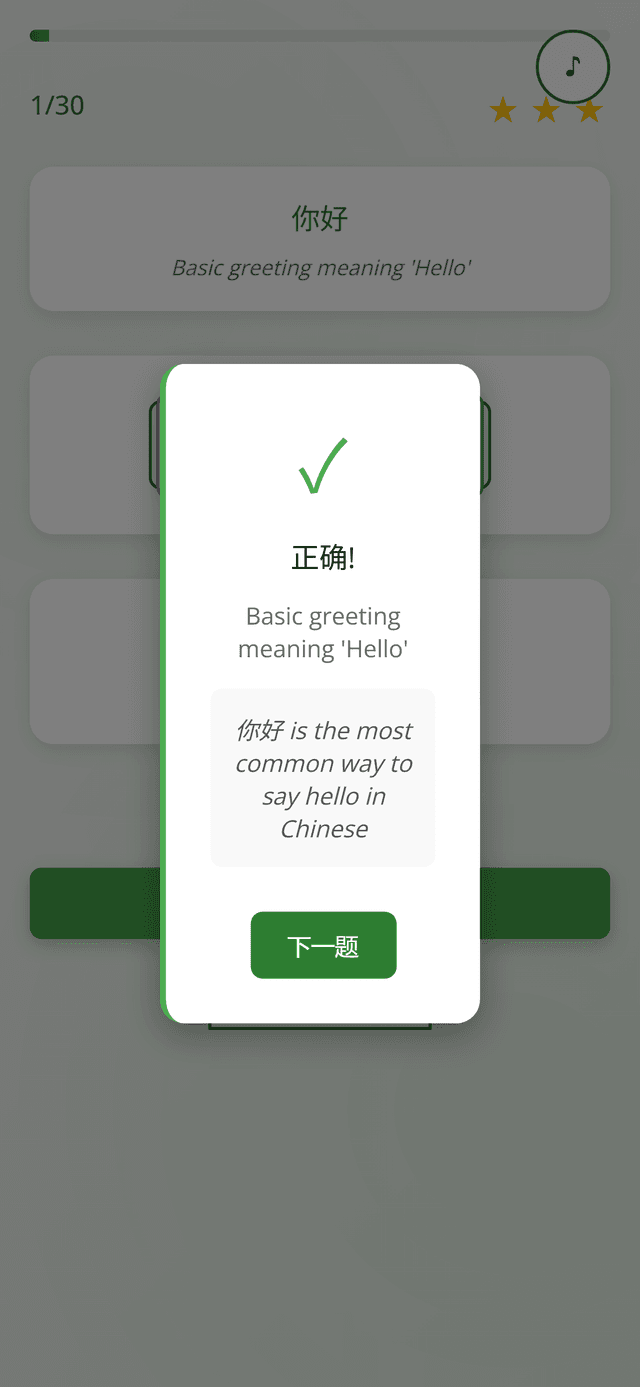 1/30
★ ★ ★
你好
Basic greeting meaning 'Hello'
正确!
Basic greeting
meaning 'Hello'
你好 is the most
common way to
say hello in
Chinese
下一题